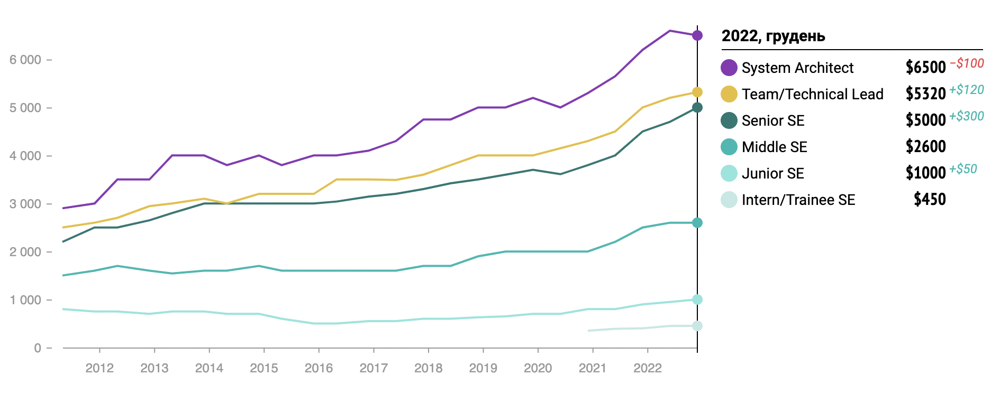 6 000
5 000
4 000
3 000
2 000
1 000
0
2012 2013 2014 2015 2016 2017 2018 2019 2020 2021 2022
2022, грудень
System Architect $6500 −$100
Team/Technical Lead $5320 +$120
Senior SE $5000 +$300
Middle SE $2600
Junior SE $1000 +$50
Intern/Trainee SE $450